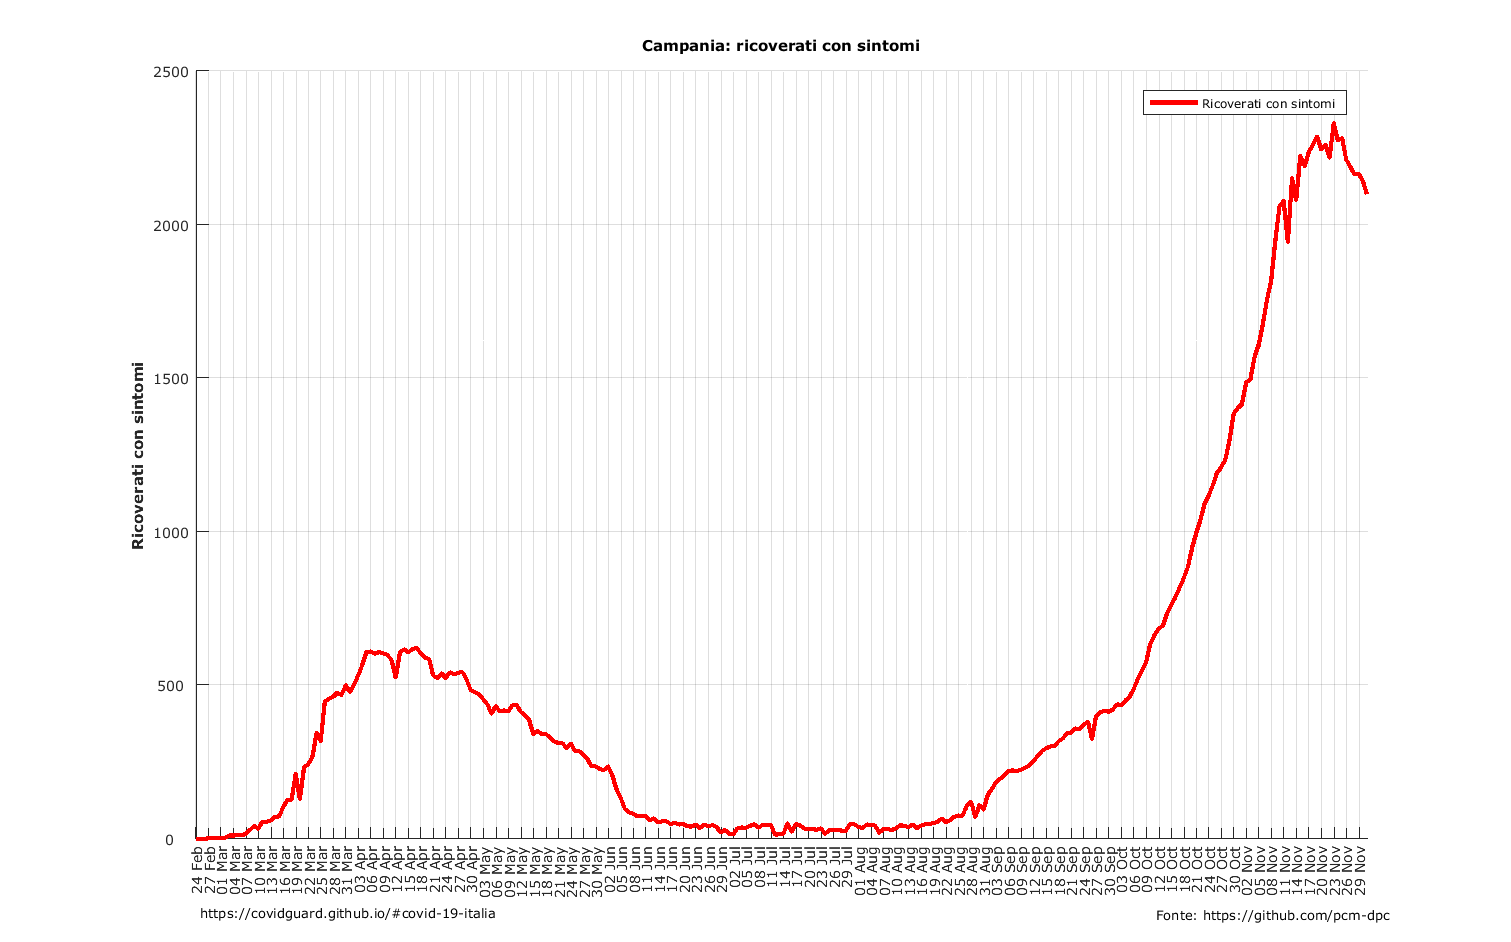 Campania: ricoverati con sintomi
2500
Ricoverati con sintomi
2000
1500
Ricoverati con sintomi
1000
500
0
24 Feb
27 Feb
01 Mar
04 Mar
07 Mar
10 Mar
13 Mar
16 Mar
19 Mar
22 Mar
25 Mar
28 Mar
31 Mar
03 Apr
06 Apr
09 Apr
12 Apr
15 Apr
18 Apr
21 Apr
24 Apr
27 Apr
30 Apr
03 May
06 May
09 May
12 May
15 May
18 May
21 May
24 May
27 May
30 May
02 Jun
05 Jun
08 Jun
11 Jun
14 Jun
17 Jun
20 Jun
23 Jun
26 Jun
29 Jun
02 Jul
05 Jul
08 Jul
11 Jul
14 Jul
17 Jul
20 Jul
23 Jul
26 Jul
29 Jul
01 Aug
04 Aug
07 Aug
10 Aug
13 Aug
16 Aug
19 Aug
22 Aug
25 Aug
28 Aug
31 Aug
03 Sep
06 Sep
09 Sep
12 Sep
15 Sep
18 Sep
21 Sep
24 Sep
27 Sep
30 Sep
03 Oct
06 Oct
09 Oct
12 Oct
15 Oct
18 Oct
21 Oct
24 Oct
27 Oct
30 Oct
02 Nov
05 Nov
08 Nov
11 Nov
14 Nov
17 Nov
20 Nov
23 Nov
26 Nov
29 Nov
https://covidguard.github.io/#covid-19-italia
Fonte: https://github.com/pcm-dpc